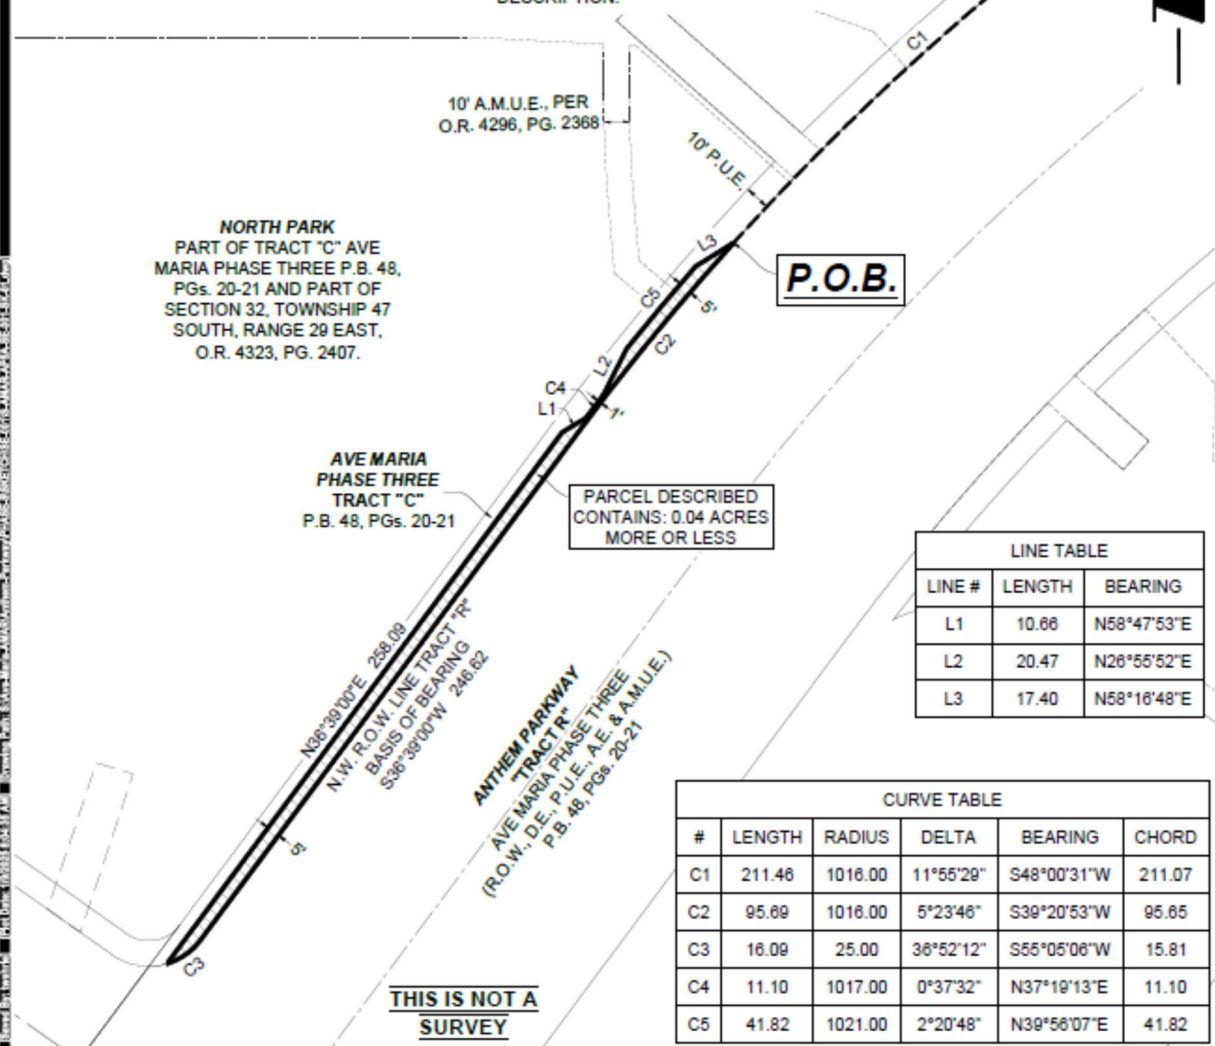 DESCRIPTION:
C1
10' A.M.U.E., PER
O.R. 4296, PG. 2368
10' P.U.E.
NORTH PARK
PART OF TRACT "C" AVE
MARIA PHASE THREE P.B. 48,
PGs. 20-21 AND PART OF
SECTION 32, TOWNSHIP 47
SOUTH, RANGE 29 EAST,
O.R. 4323, PG. 2407.
L3
P.O.B.
C5
5'
C2
L2
C4
L1
1'
AVE MARIA
PHASE THREE
TRACT "C"
P.B. 48, PGs. 20-21
PARCEL DESCRIBED
CONTAINS: 0.04 ACRES
MORE OR LESS
N36°39'00"E 258.09
N.W. R.O.W. LINE TRACT "R"
BASIS OF BEARING
S36°39'00"W 246.62
ANTHEM PARKWAY
"TRACT R"
AVE MARIA PHASE THREE
(R.O.W., D.E., P.U.E., A.E. & A.M.U.E.)
P.B. 48, PGs. 20-21
5'
C3
THIS IS NOT A
SURVEY
LINE TABLE
LINE # LENGTH BEARING
L1 10.66 N58°47'53"E
L2 20.47 N26°55'52"E
L3 17.40 N58°16'48"E
CURVE TABLE
# LENGTH RADIUS DELTA BEARING CHORD
C1 211.46 1016.00 11°55'29" S48°00'31"W 211.07
C2 95.69 1016.00 5°23'46" S39°20'53"W 95.65
C3 16.09 25.00 36°52'12" S55°05'06"W 15.81
C4 11.10 1017.00 0°37'32" N37°19'13"E 11.10
C5 41.82 1021.00 2°20'48" N39°56'07"E 41.82